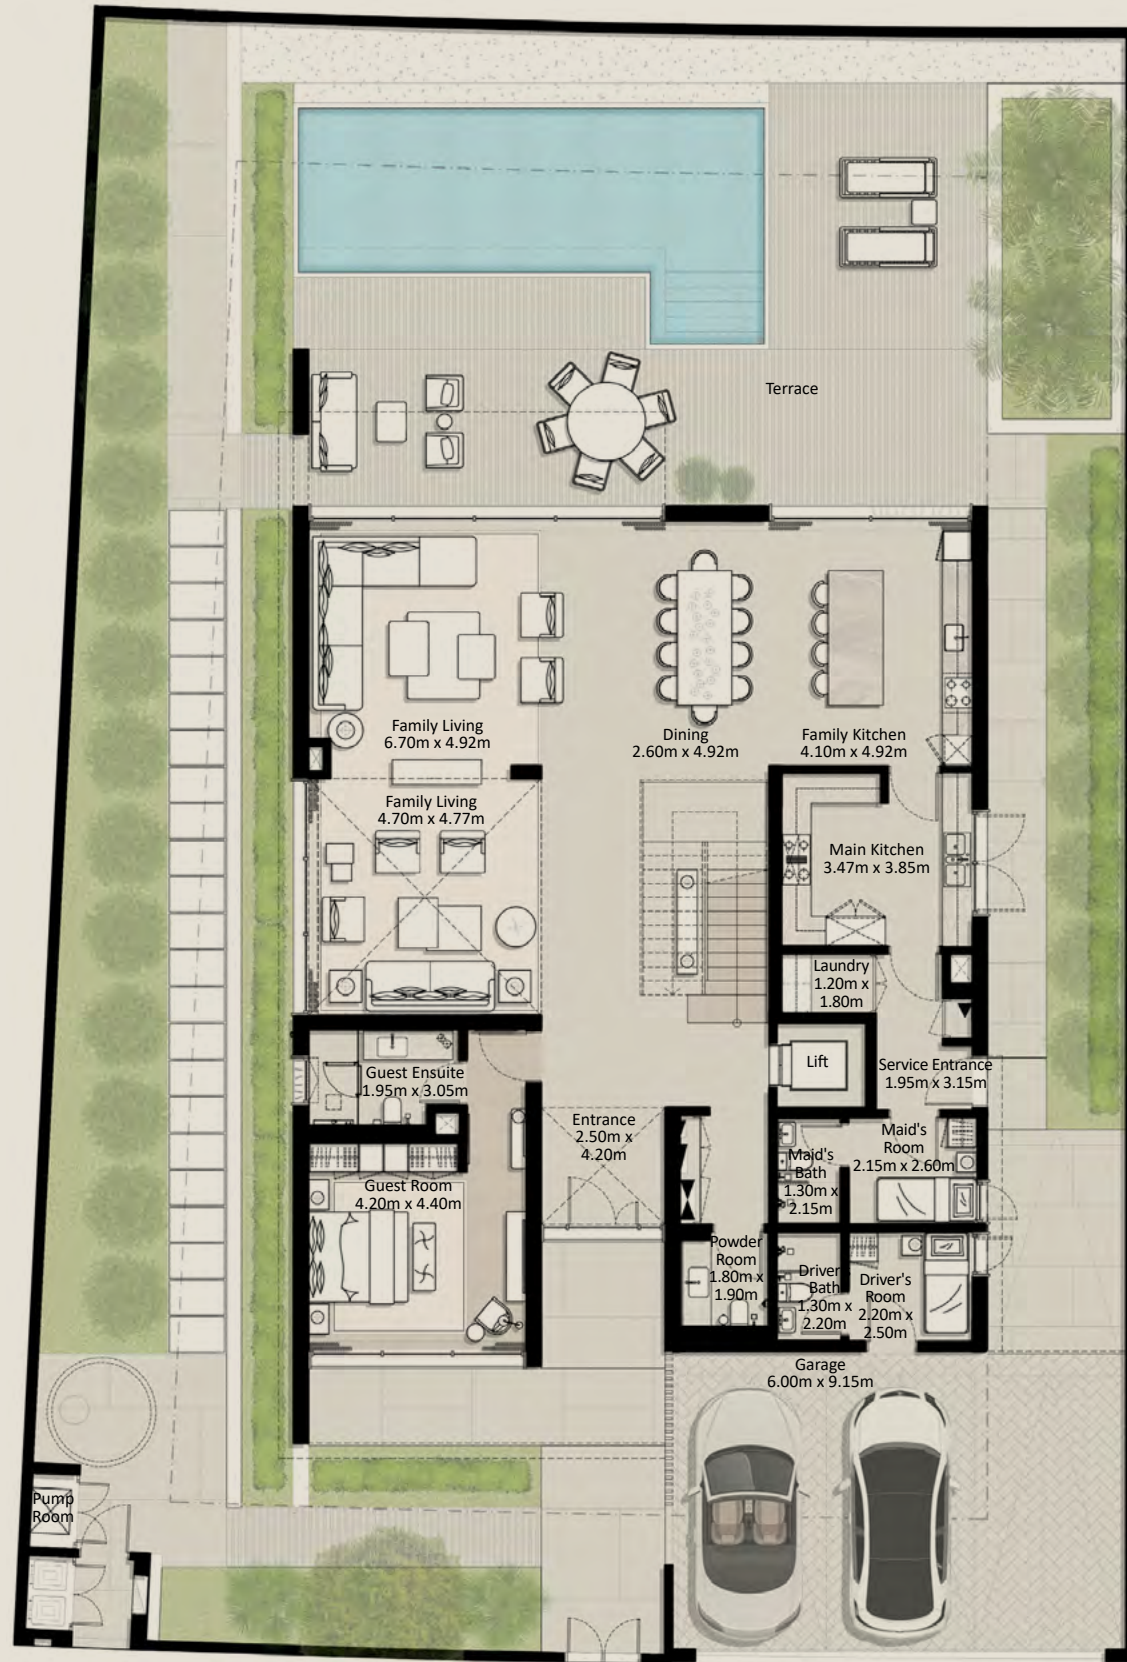 Terrace
Family Living
6.70m x 4.92m
Dining
2.60m x 4.92m
Family Kitchen
4.10m x 4.92m
Family Living
4.70m x 4.77m
Main Kitchen
3.47m x 3.85m
Laundry
1.20m x
1.80m
Lift
Service Entrance
1.95m x 3.15m
Guest Ensuite
1.95m x 3.05m
Entrance
2.50m x
4.20m
Maid's
Room
2.15m x 2.60m
Maid's
Bath
1.30m x
2.15m
Guest Room
4.20m x 4.40m
Powder
Room
1.80m x
1.90m
Driver's
Bath
1.30m x
2.20m
Driver's
Room
2.20m x
2.50m
Garage
6.00m x 9.15m
Pump
Room